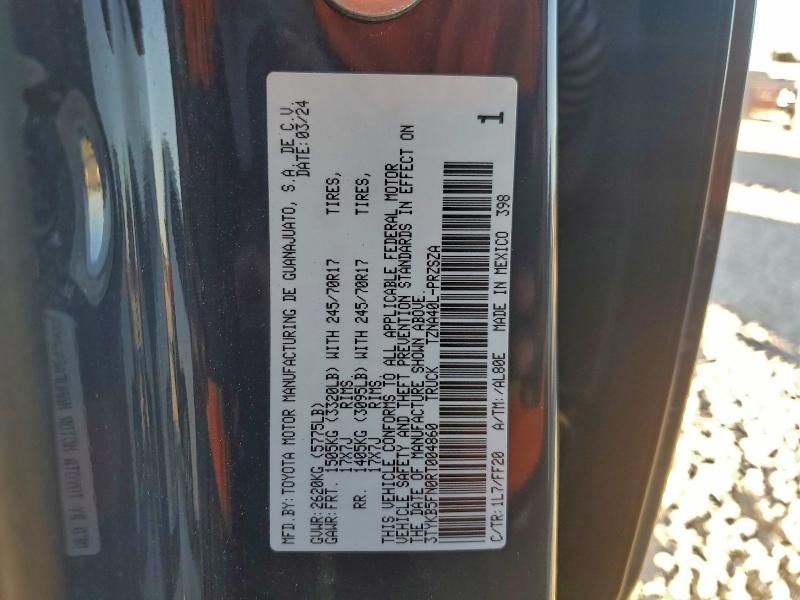 MFD. BY: TOYOTA MOTOR MANUFACTURING DE GUANAJUATO, S.A. DE C.V.
DATE: 03/24
GVWR: 2620KG (5775LB)
GAWR: FRT. 1505KG (3320LB) WITH 245/70R17 TIRES,
17X7J RIMS.
RR. 1405KG (3095LB) WITH 245/70R17 TIRES,
17X7J RIMS.
THIS VEHICLE CONFORMS TO ALL APPLICABLE FEDERAL MOTOR
VEHICLE SAFETY AND THEFT PREVENTION STANDARDS IN EFFECT ON
THE DATE OF MANUFACTURE SHOWN ABOVE.
3TYKB5FN0RT004860 TRUCK TZNA40L-PRZSZA
C/TR: 1L7/FF20 A/TM: /AL80E MADE IN MEXICO 398
1